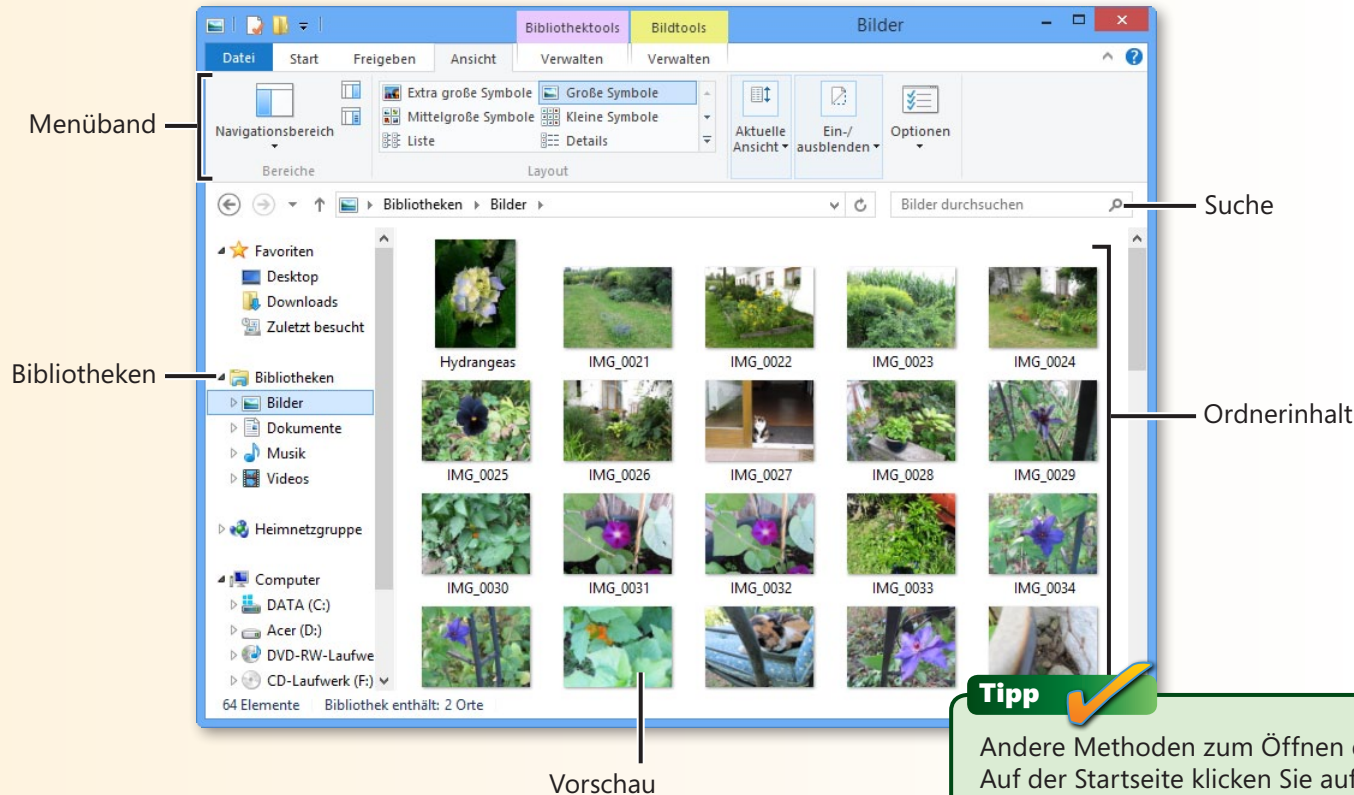 Bibliothektools Bildtools Bilder
Datei Start Freigeben Ansicht Verwalten Verwalten
Menüband
Navigationsbereich
Extra große Symbole Große Symbole
Mittelgroße Symbole Kleine Symbole
Liste Details
Aktuelle Ansicht
Ein-/ausblenden
Optionen
Bereiche Layout
Bibliotheken Bilder
Bilder durchsuchen
Suche
Favoriten
Desktop
Downloads
Zuletzt besucht
Bibliotheken
Bibliotheken
Bilder
Dokumente
Musik
Videos
Heimnetzgruppe
Computer
DATA (C:)
Acer (D:)
DVD-RW-Laufwe
CD-Laufwerk (F:)
Hydrangeas IMG_0021 IMG_0022 IMG_0023 IMG_0024
IMG_0025 IMG_0026 IMG_0027 IMG_0028 IMG_0029
IMG_0030 IMG_0031 IMG_0032 IMG_0033 IMG_0034
Ordnerinhalt
64 Elemente Bibliothek enthält: 2 Orte
Vorschau
Tipp
Andere Methoden zum Öffnen
Auf der Startseite klicken Sie auf